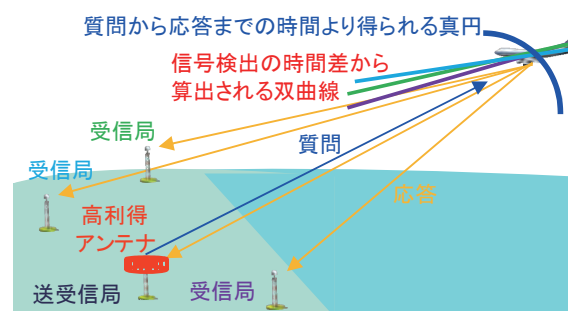 質問から応答までの時間より得られる真円
信号検出の時間差から
算出される双曲線
受信局
質問
受信局
応答
高利得
アンテナ
送受信局
受信局